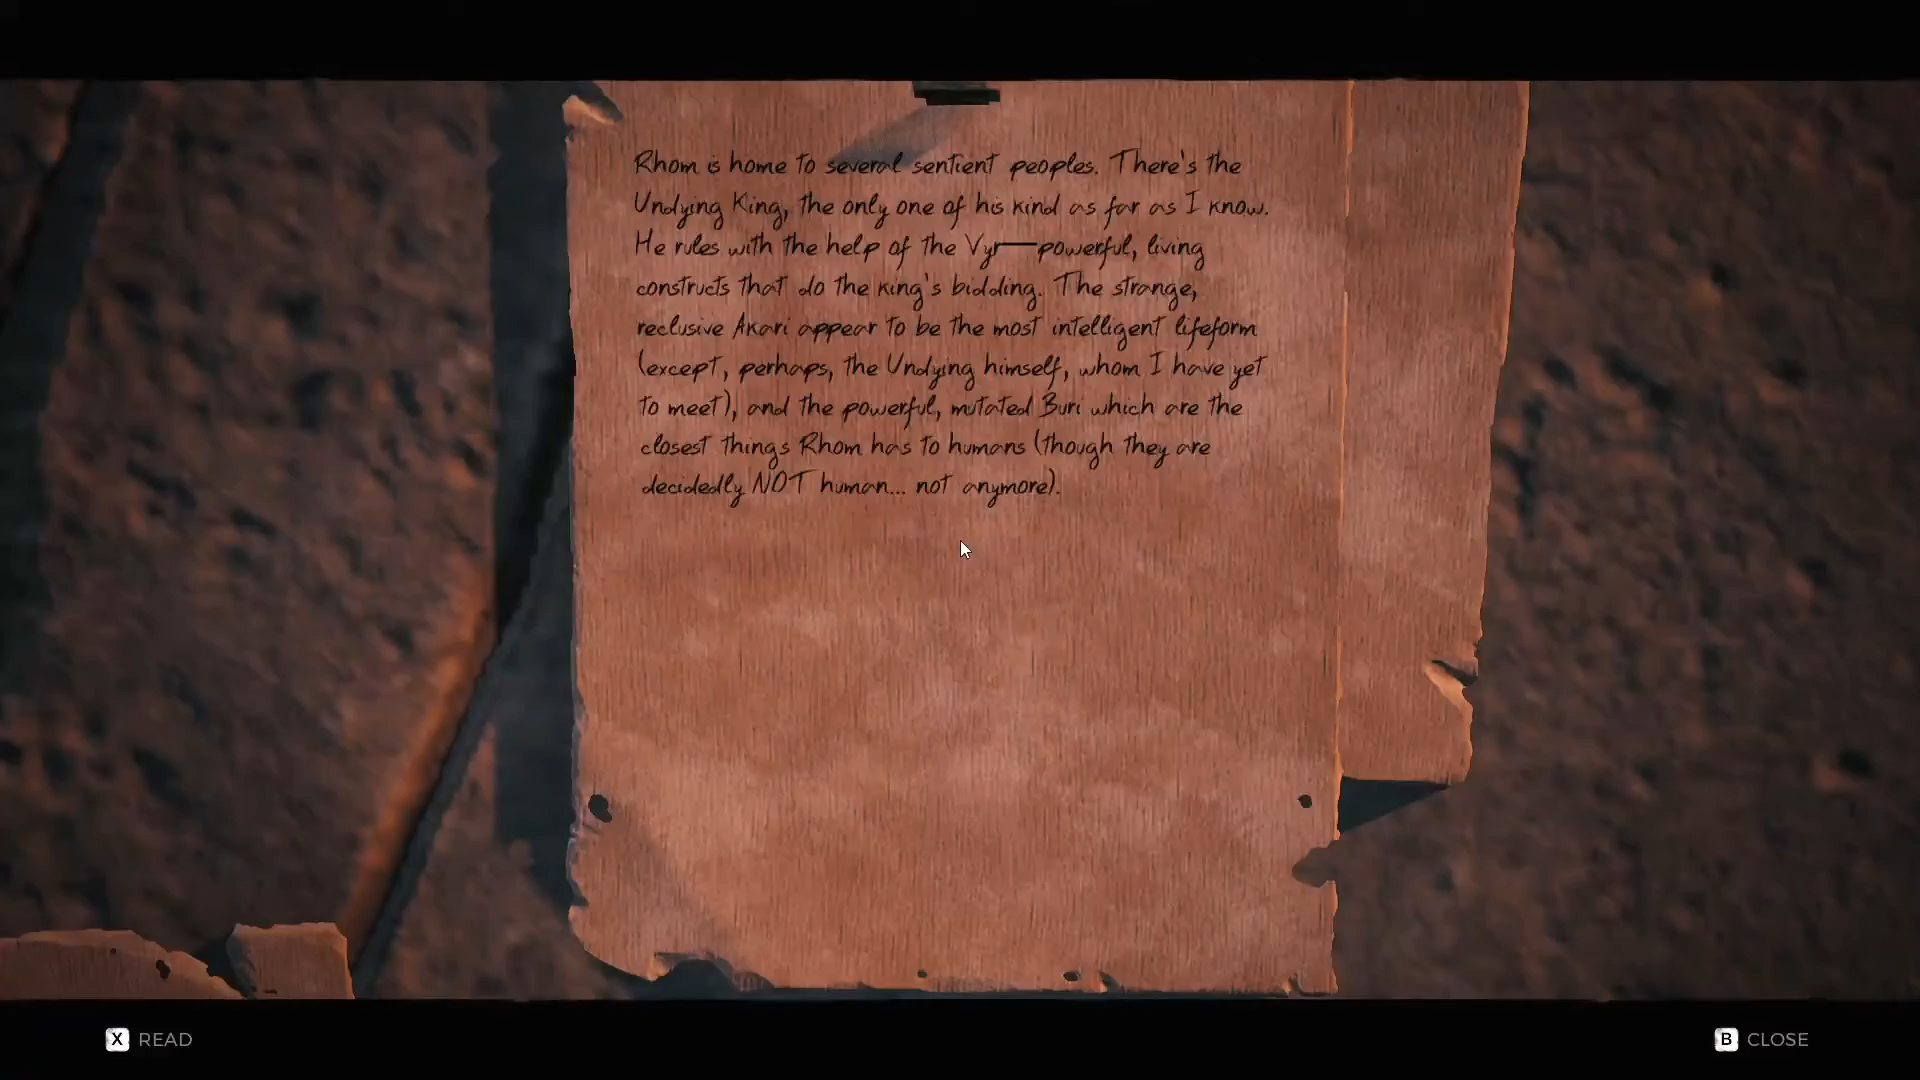 Rhom is home to several sentient peoples. There's the
Undying King, the only one of his kind as far as I know.
He rules with the help of the Vyr—powerful, living
constructs that do the king's bidding. The strange,
reclusive Akari appear to be the most intelligent lifeform
(except, perhaps, the Undying himself, whom I have yet
to meet), and the powerful, mutated Buri which are the
closest things Rhom has to humans (though they are
decidedly NOT human... not anymore).
X READ
B CLOSE